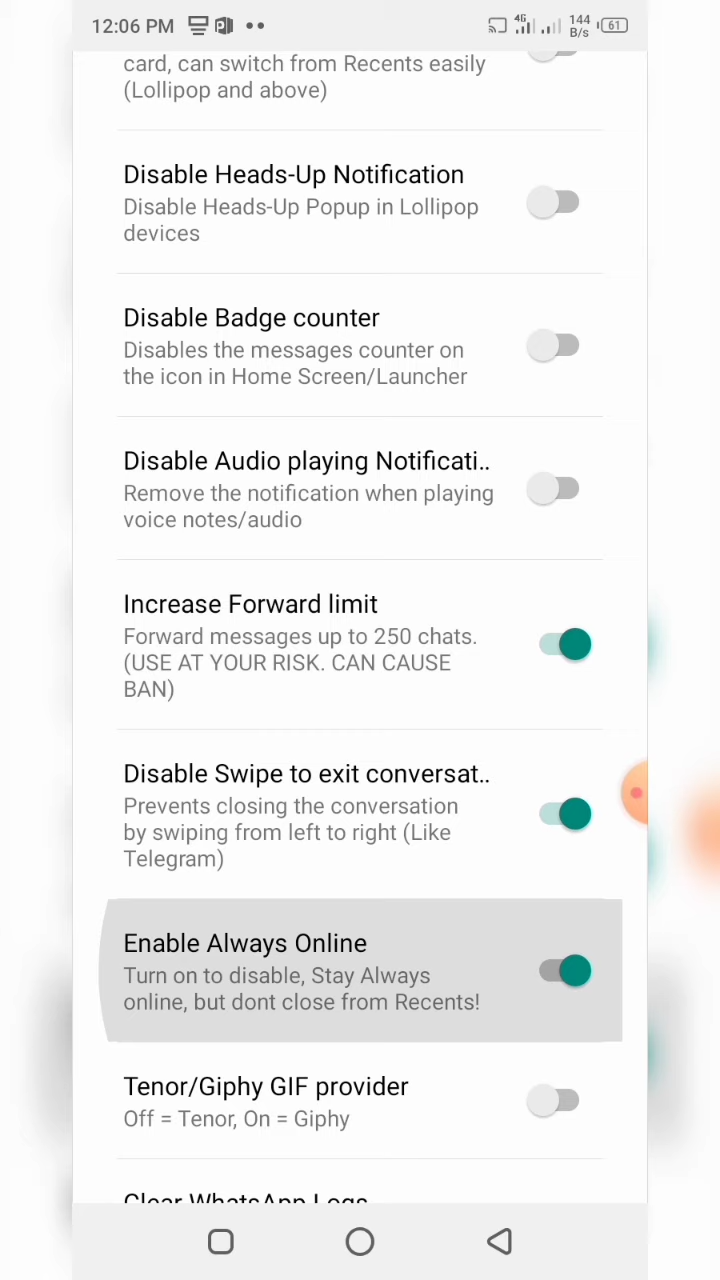 12:06 PM
4G
144
B/s
61
card, can switch from Recents easily
(Lollipop and above)
Disable Heads-Up Notification
Disable Heads-Up Popup in Lollipop
devices
Disable Badge counter
Disables the messages counter on
the icon in Home Screen/Launcher
Disable Audio playing Notificati..
Remove the notification when playing
voice notes/audio
Increase Forward limit
Forward messages up to 250 chats.
(USE AT YOUR RISK. CAN CAUSE
BAN)
Disable Swipe to exit conversat..
Prevents closing the conversation
by swiping from left to right (Like
Telegram)
Enable Always Online
Turn on to disable, Stay Always
online, but dont close from Recents!
Tenor/Giphy GIF provider
Off = Tenor, On = Giphy
Clear WhatsApp Logs